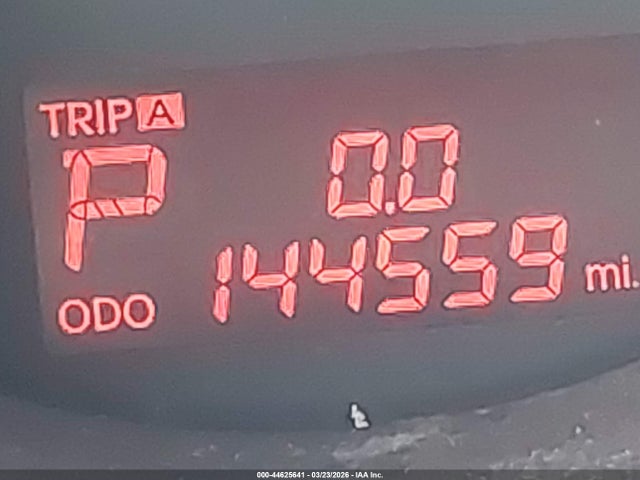 TRIP A
P 0.0
ODO 144559 mi.
000-44625641 - 03/23/2026 - IAA Inc.